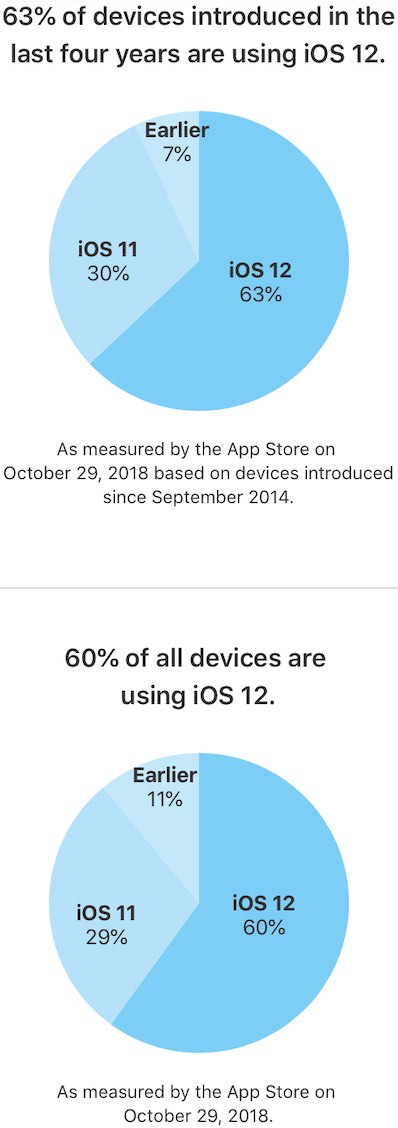 63% of devices introduced in the
last four years are using iOS 12.
Earlier
7%
iOS 11
30%
iOS 12
63%
As measured by the App Store on
October 29, 2018 based on devices introduced
since September 2014.
60% of all devices are
using iOS 12.
Earlier
11%
iOS 11
29%
iOS 12
60%
As measured by the App Store on
October 29, 2018.